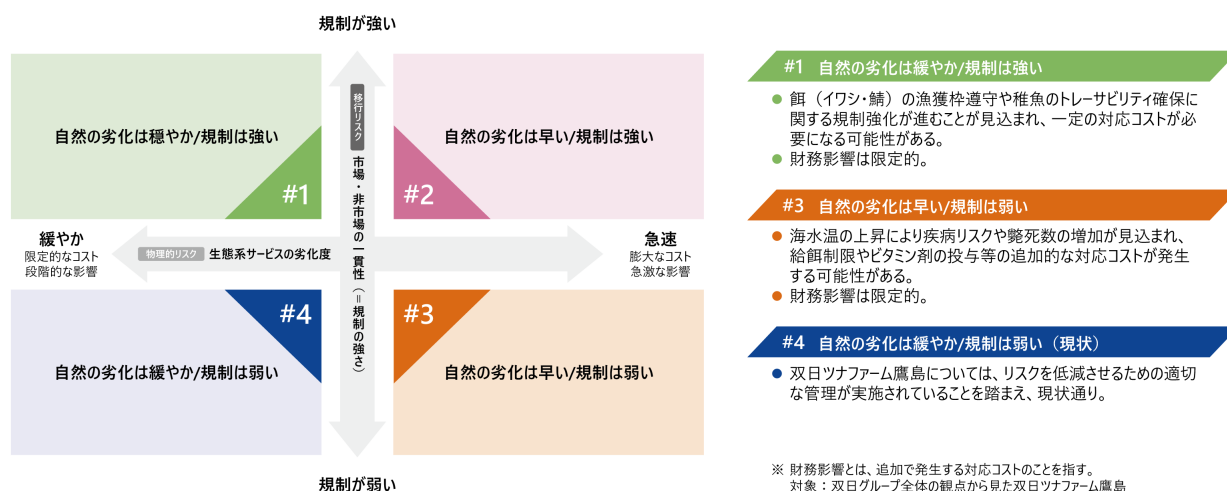 規制が強い
自然の劣化は穏やか/規制は強い
#1
自然の劣化は早い/規制は強い
#2
移行リスク
市場・非市場の一貫性（＝規制の強さ）
緩やか
限定的なコスト
段階的な影響
物理的リスク 生態系サービスの劣化度
急速
膨大なコスト
急激な影響
#4
自然の劣化は緩やか/規制は弱い
#3
自然の劣化は早い/規制は弱い
規制が弱い
#1 自然の劣化は緩やか/規制は強い
● 餌（イワシ・鯖）の漁獲枠遵守や稚魚のトレーサビリティ確保に
関する規制強化が進むことが見込まれ、一定の対応コストが必
要になる可能性がある。
● 財務影響は限定的。
#3 自然の劣化は早い/規制は弱い
● 海水温の上昇により疾病リスクや斃死数の増加が見込まれ、
給餌制限やビタミン剤の投与等の追加的な対応コストが発生
する可能性がある。
● 財務影響は限定的。
#4 自然の劣化は緩やか/規制は弱い（現状）
● 双日ツナファーム鷹島については、リスクを低減させるための適切
な管理が実施されていることを踏まえ、現状通り。
※ 財務影響とは、追加で発生する対応コストのことを指す。
対象：双日グループ全体の観点から見た双日ツナファーム鷹島